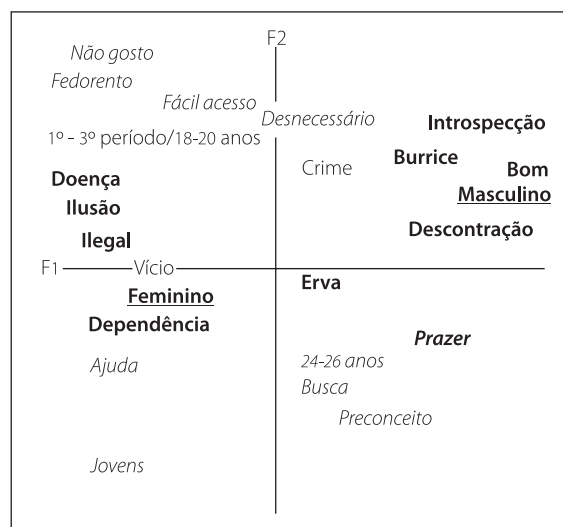 F2
Não gosto
Fedorento
Fácil acesso
Desnecessário
Introspecção
1º - 3º período/18-20 anos
Burrice
Crime
Bom
Doença
Masculino
Ilusão
Descontração
Ilegal
F1
Vício
Erva
Feminino
Dependência
Prazer
Ajuda
24-26 anos
Busca
Preconceito
Jovens